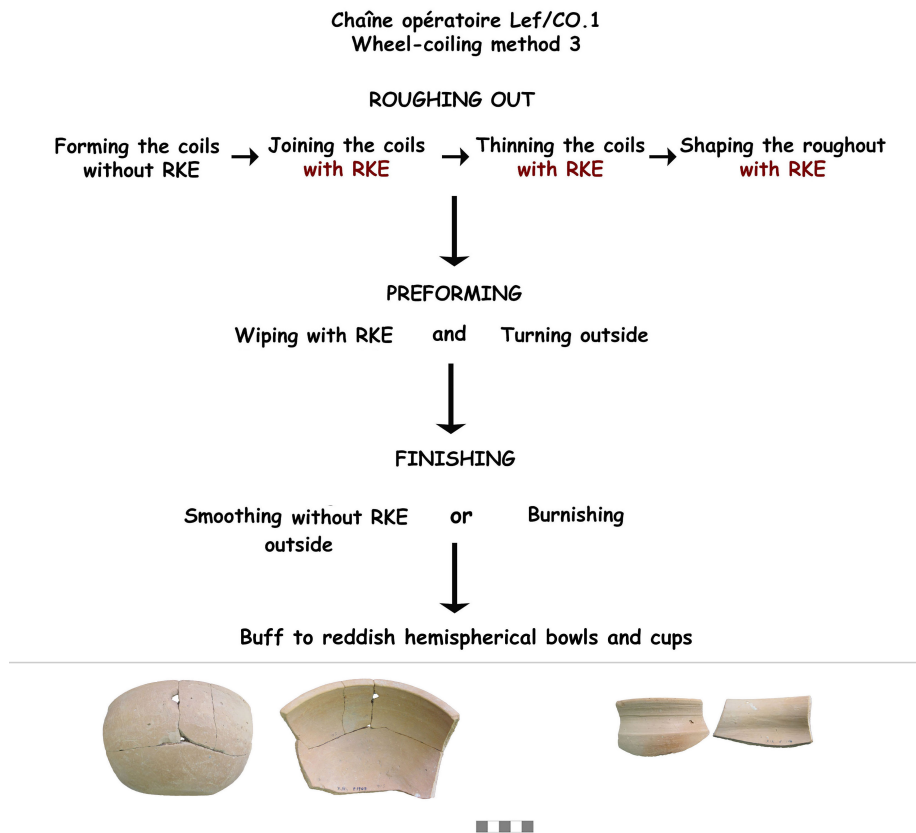 Chaîne opératoire Lef/CO.1
Wheel-coiling method 3
ROUGHING OUT
Forming the coils
without RKE
Joining the coils
with RKE
Thinning the coils
with RKE
Shaping the roughout
with RKE
PREFORMING
Wiping with RKE and Turning outside
FINISHING
Smoothing without RKE or Burnishing
outside
Buff to reddish hemispherical bowls and cups